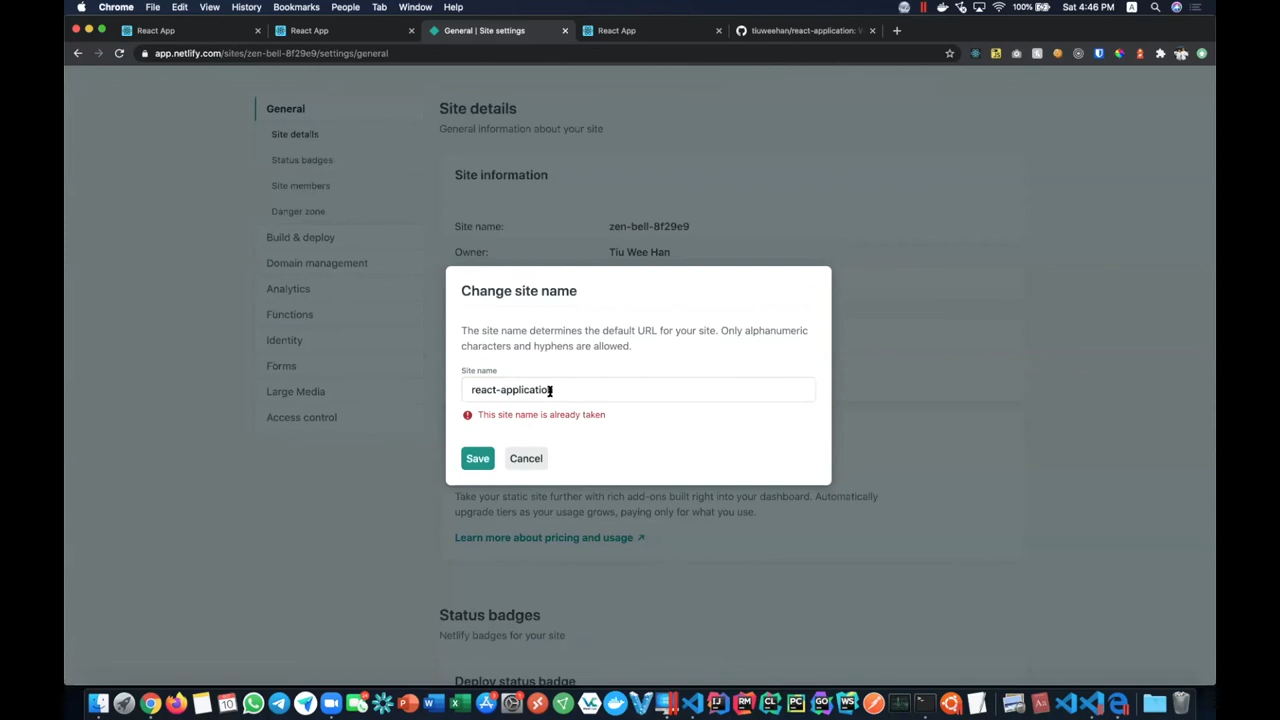 Chrome File Edit View History Bookmarks People Tab Window Help
100% Sat 4:46 PM A
React App
React App
General | Site settings
React App
tiuweehan/react-application: W
app.netlify.com/sites/zen-bell-8f29e9/settings/general
General
Site details
Status badges
Site members
Danger zone
Build & deploy
Domain management
Analytics
Functions
Identity
Forms
Large Media
Access control
Site details
General information about your site
Site information
Site name: zen-bell-8f29e9
Owner: Tiu Wee Han
Change site name
The site name determines the default URL for your site. Only alphanumeric
characters and hyphens are allowed.
Site name
react-application
This site name is already taken
Save Cancel
Take your static site further with rich add-ons built right into your dashboard. Automatically
upgrade tiers as your usage grows, paying only for what you use.
Learn more about pricing and usage
Status badges
Netlify badges for your site
Deploy status badge